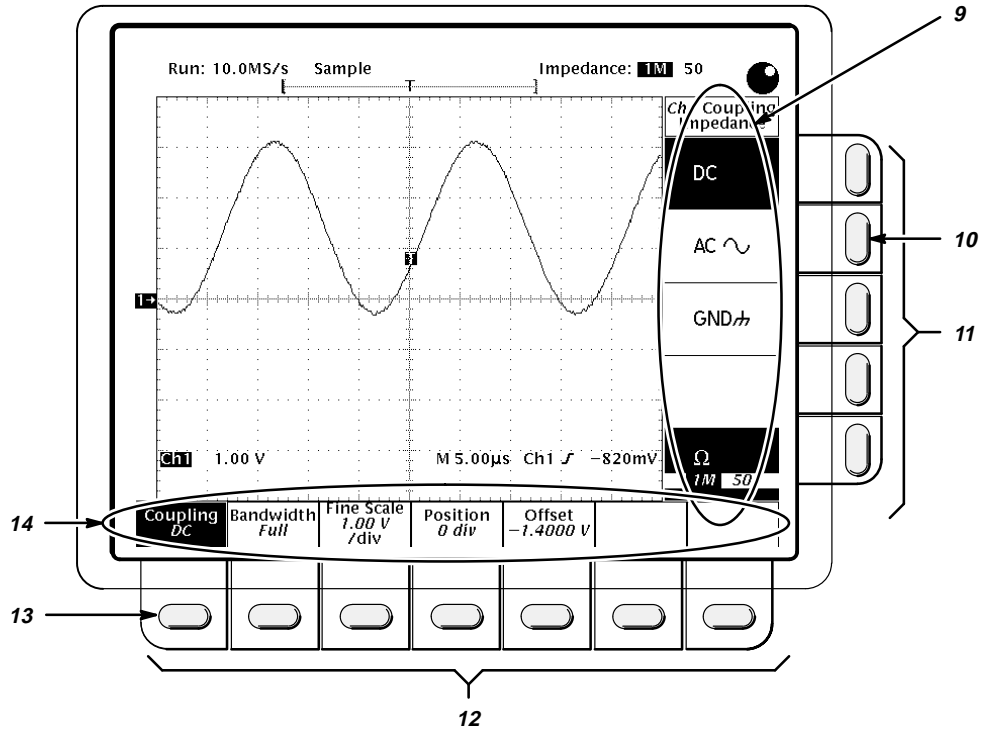 9
Run: 10.0MS/s Sample Impedance: 1M 50
T
Ch1 Coupling
Impedance
DC
10
AC
T
1
GND
11
Ch1 1.00 V M 5.00µs Ch1 −820mV
Ω
1M 50
14
Coupling
DC
Bandwidth
Full
Fine Scale
1.00 V
/div
Position
0 div
Offset
−1.4000 V
13
12